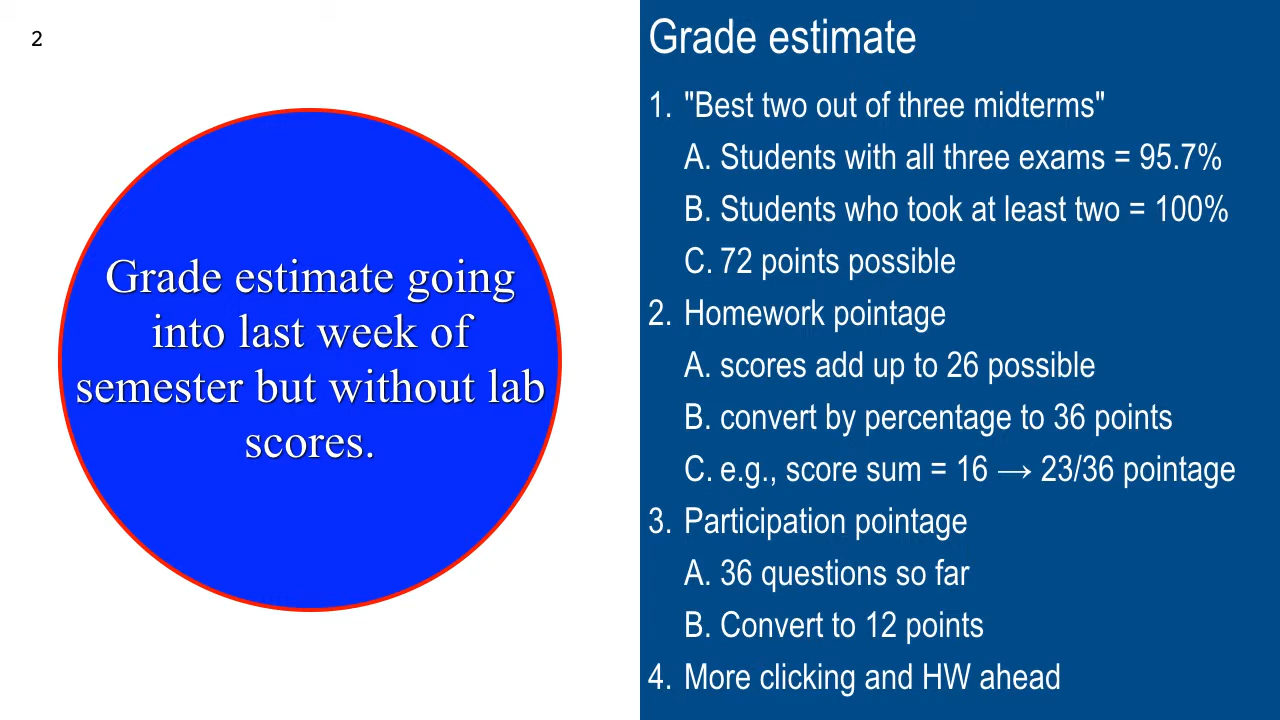 2
Grade estimate going
into last week of
semester but without lab
scores.
Grade estimate
1. "Best two out of three midterms"
A. Students with all three exams = 95.7%
B. Students who took at least two = 100%
C. 72 points possible
2. Homework pointage
A. scores add up to 26 possible
B. convert by percentage to 36 points
C. e.g., score sum = 16 → 23/36 pointage
3. Participation pointage
A. 36 questions so far
B. Convert to 12 points
4. More clicking and HW ahead